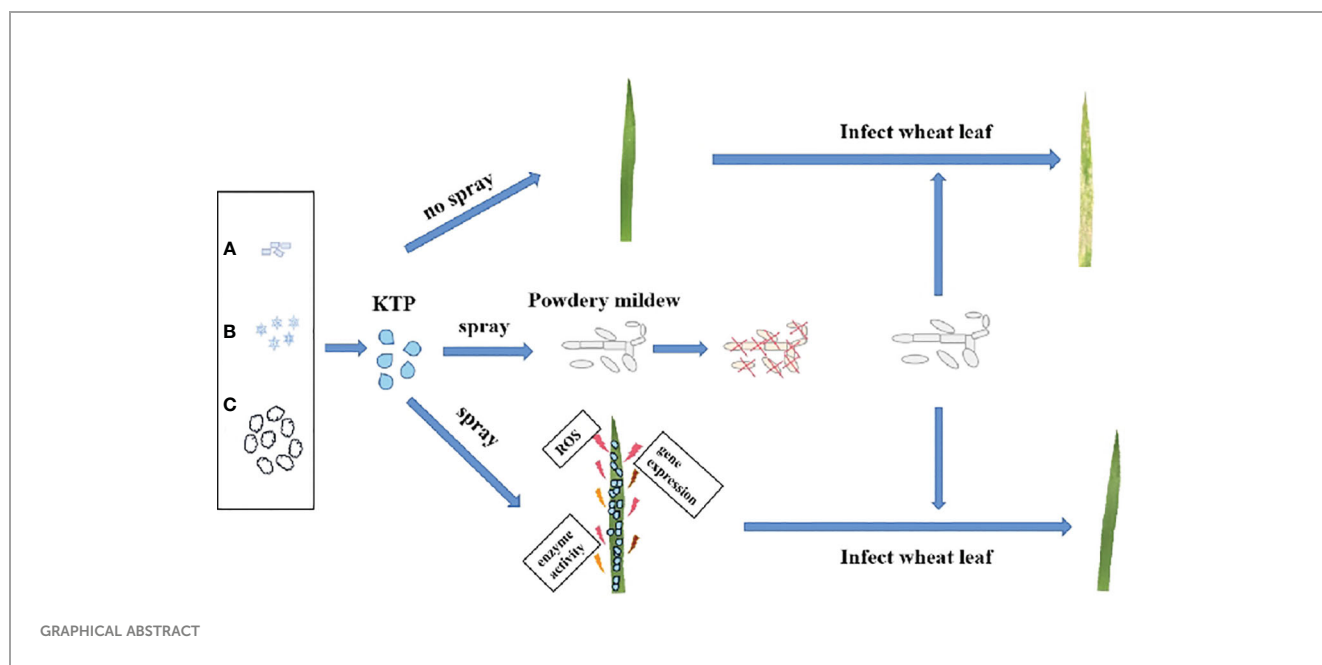 Infect wheat leaf
no spray
A
B
C
KTP
spray
Powdery mildew
spray
ROS
gene
expression
enzyme
activity
Infect wheat leaf
GRAPHICAL ABSTRACT